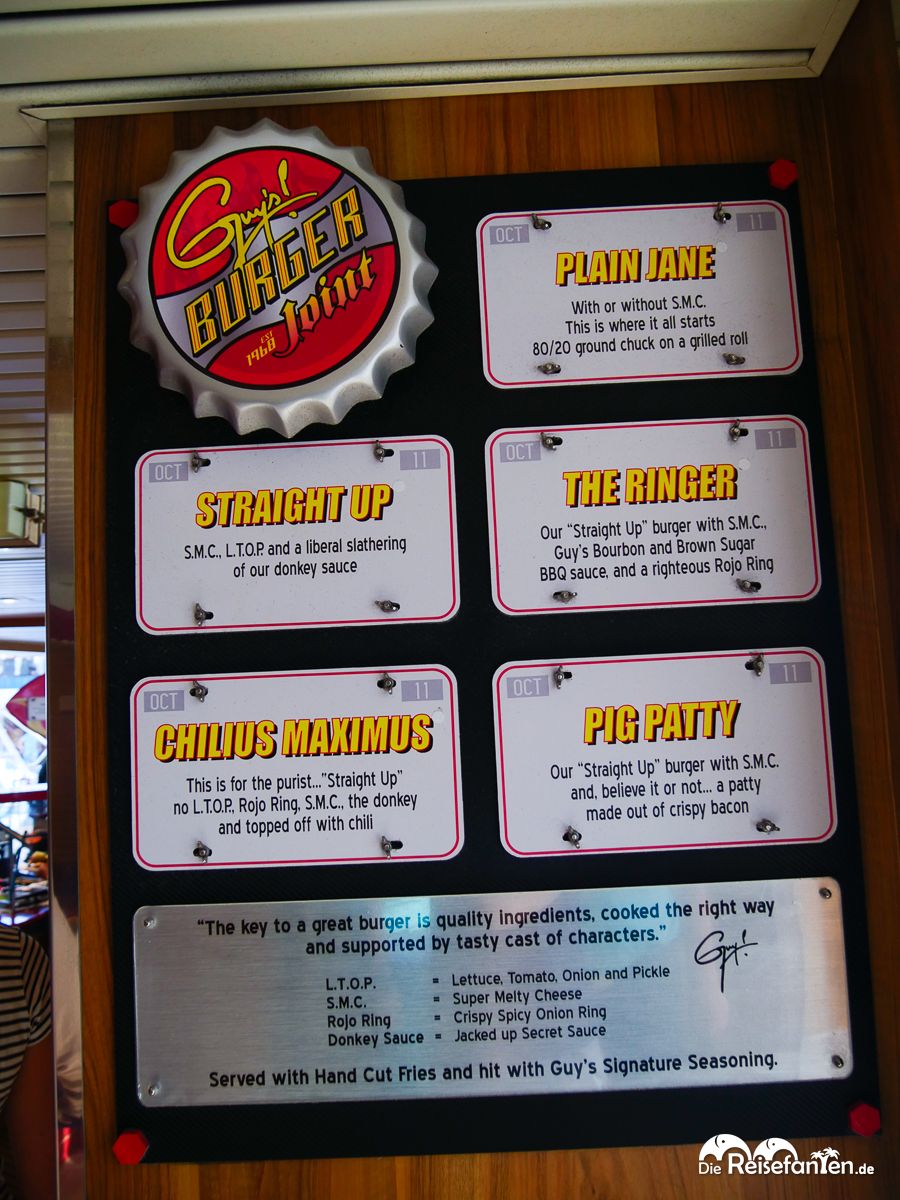 Guy's!
BURGER
Joint
EST
1968
OCT 11
PLAIN JANE
With or without S.M.C.
This is where it all starts
80/20 ground chuck on a grilled roll
OCT 11
STRAIGHT UP
S.M.C., L.T.O.P. and a liberal slathering
of our donkey sauce
OCT 11
THE RINGER
Our “Straight Up” burger with S.M.C.,
Guy's Bourbon and Brown Sugar
BBQ sauce, and a righteous Rojo Ring
OCT 11
CHILIUS MAXIMUS
This is for the purist...”Straight Up”
no L.T.O.P., Rojo Ring, S.M.C., the donkey
and topped off with chili
OCT 11
PIG PATTY
Our “Straight Up” burger with S.M.C.
and, believe it or not... a patty
made out of crispy bacon
“The key to a great burger is quality ingredients, cooked the right way
and supported by tasty cast of characters.”
Guy!
L.T.O.P. = Lettuce, Tomato, Onion and Pickle
S.M.C. = Super Melty Cheese
Rojo Ring = Crispy Spicy Onion Ring
Donkey Sauce = Jacked up Secret Sauce
Served with Hand Cut Fries and hit with Guy's Signature Seasoning.
Die Reisefanten.de